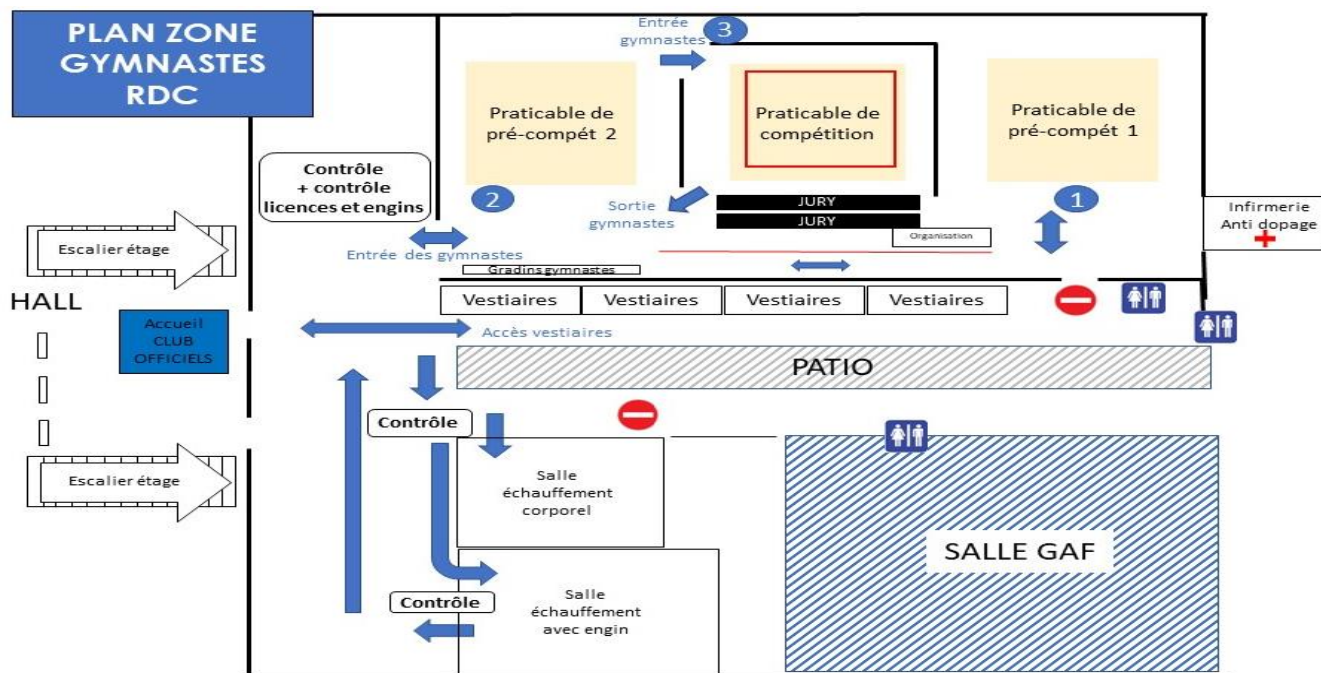 PLAN ZONE
GYMNASTES
RDC
Entrée
gymnastes
3
Praticable de
pré-compét 2
Praticable de
compétition
Praticable de
pré-compét 1
Contrôle
+ contrôle
licences et engins
2
Sortie
gymnastes
JURY
JURY
1
Infirmerie
Anti dopage
Organisation
Escalier étage
Entrée des gymnastes
Gradins gymnastes
HALL
Vestiaires
Vestiaires
Vestiaires
Vestiaires
Accueil
CLUB
OFFICIELS
Accès vestiaires
PATIO
Contrôle
Escalier étage
Salle
échauffement
corporel
SALLE GAF
Contrôle
Salle
échauffement
avec engin